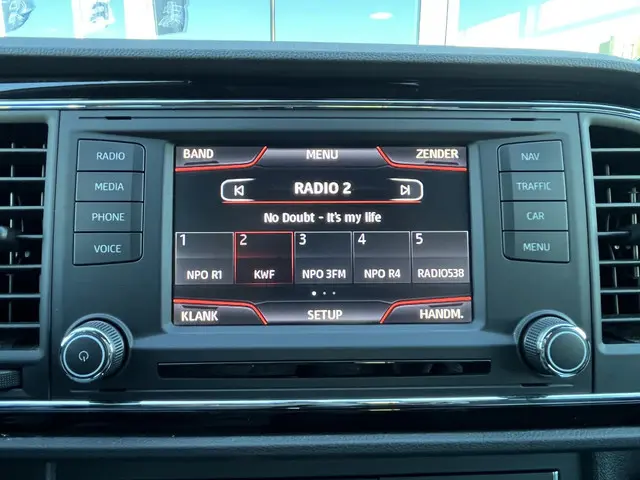 RADIO
MEDIA
PHONE
VOICE
BAND MENU ZENDER
RADIO 2
No Doubt - It's my life
1 2 3 4 5
NPO R1 KWF NPO 3FM NPO R4 RADIO538
KLANK SETUP HANDM.
NAV
TRAFFIC
CAR
MENU